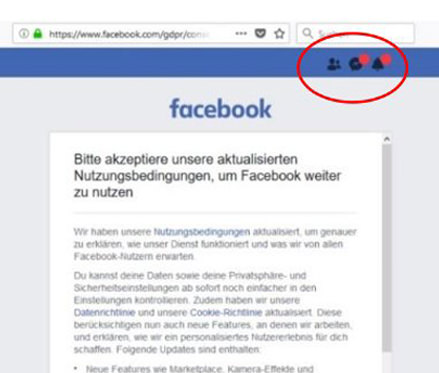 https://www.facebook.com/gdpr/con
facebook
Bitte akzeptiere unsere aktualisierten
Nutzungsbedingungen, um Facebook weiter
zu nutzen
Wir haben unsere Nutzungsbedingungen aktualisiert, um genauer
zu erklären, wie unser Dienst funktioniert und was wir von allen
Facebook-Nutzern erwarten.
Du kannst deine Daten sowie deine Privatsphäre- und
Sicherheitseinstellungen ab sofort noch einfacher in den
Einstellungen kontrollieren. Zudem haben wir unsere
Datenrichtlinie und unsere Cookie-Richtlinie aktualisiert. Diese
berücksichtigen nun auch neue Features, an denen wir arbeiten,
und erklären, wie wir ein personalisiertes Nutzererlebnis für dich
schaffen. Folgende Updates sind enthalten:
• Neue Features wie Marketplace, Kamera-Effekte und